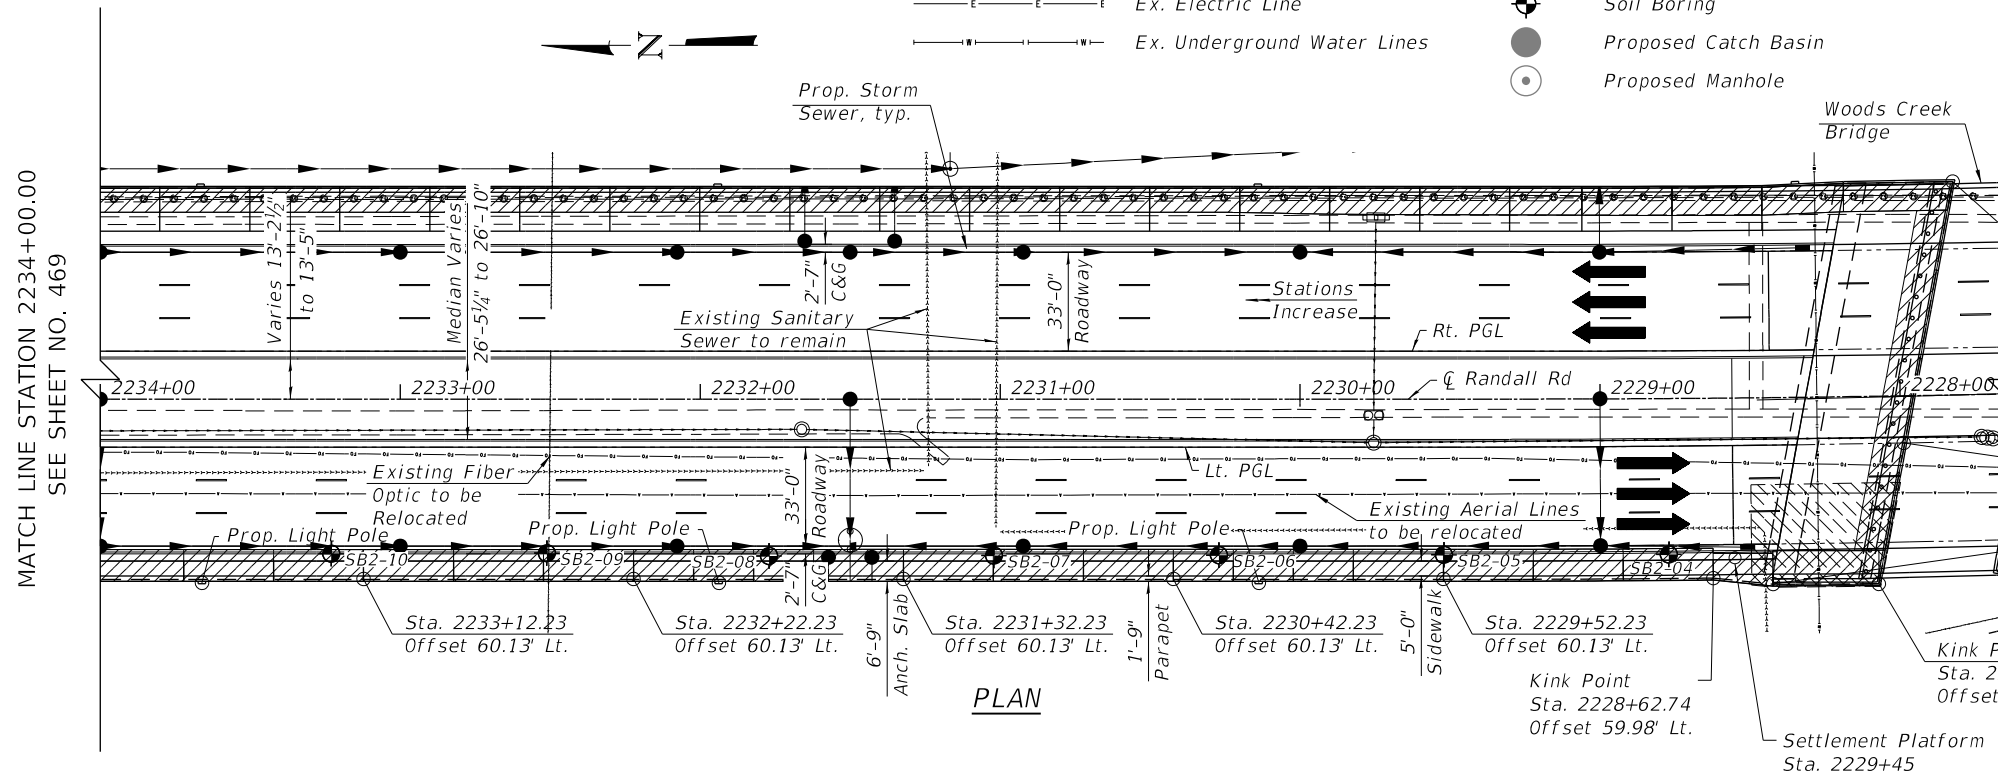 Ex. Electric Line
Soil Boring
Ex. Underground Water Lines
Proposed Catch Basin
Proposed Manhole
N
E E E
W W
Prop. Storm
Sewer, typ.
Woods Creek
Bridge
MATCH LINE STATION 2234+00.00
SEE SHEET NO. 469
Varies 13'-2½"
to 13'-5"
Median Varies
26'-5¼" to 26'-10"
2'-7"
C&G
33'-0"
Roadway
Stations
Increase
Existing Sanitary
Sewer to remain
Rt. PGL
2234+00
2233+00
2232+00
2231+00
2230+00
2229+00
2228+00
℄ Randall Rd
Existing Fiber
Optic to be
Relocated
33'-0"
Roadway
Lt. PGL
Existing Aerial Lines
to be relocated
Prop. Light Pole
Prop. Light Pole
Prop. Light Pole
SB2-10
SB2-09
SB2-08
SB2-07
SB2-06
SB2-05
SB2-04
2'-7"
C&G
6'-9"
Anch. Slab
1'-9"
Parapet
5'-0"
Sidewalk
Sta. 2233+12.23
Offset 60.13' Lt.
Sta. 2232+22.23
Offset 60.13' Lt.
Sta. 2231+32.23
Offset 60.13' Lt.
Sta. 2230+42.23
Offset 60.13' Lt.
Sta. 2229+52.23
Offset 60.13' Lt.
Kink Point
Sta. 2228+62.74
Offset 59.98' Lt.
Kink P
Sta. 2
Offset
Settlement Platform
Sta. 2229+45
PLAN